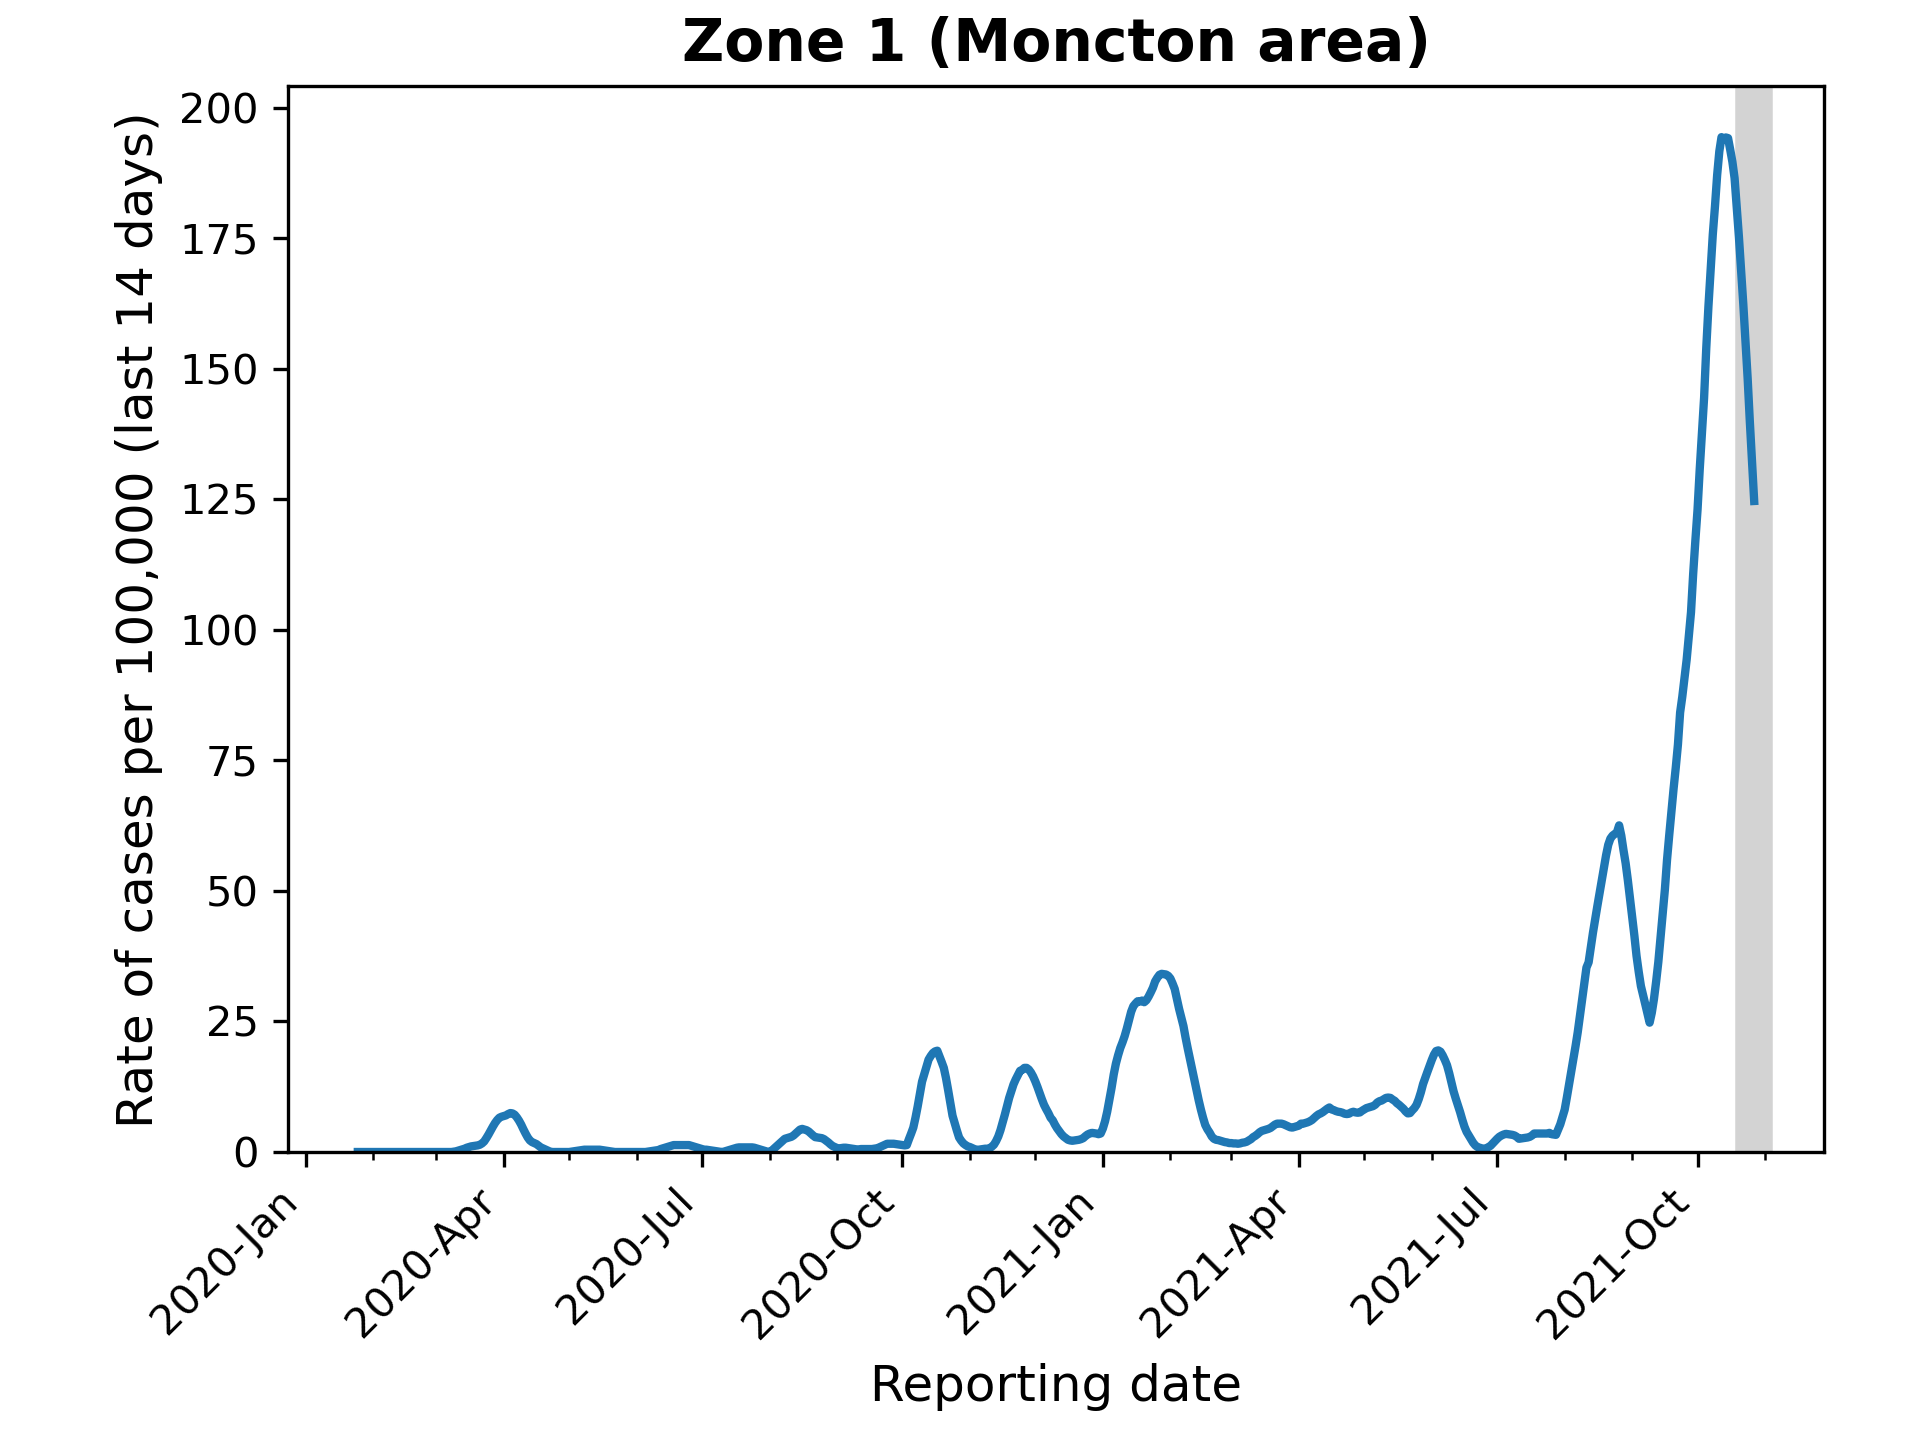 Zone 1 (Moncton area)
Rate of cases per 100,000 (last 14 days)
200
175
150
125
100
75
50
25
0
2020-Jan
2020-Apr
2020-Jul
2020-Oct
2021-Jan
2021-Apr
2021-Jul
2021-Oct
Reporting date